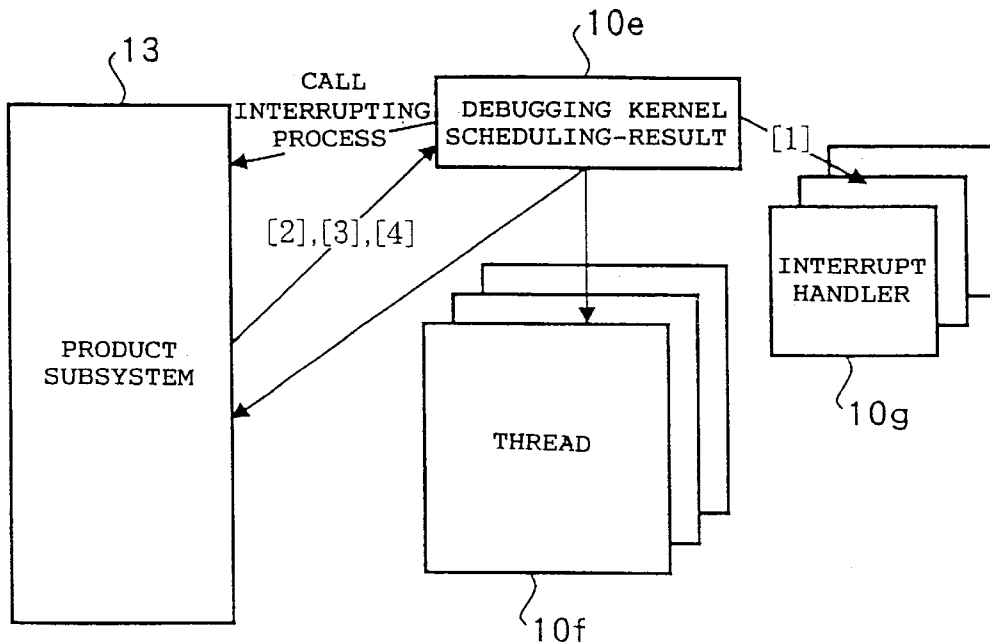 13
10e
CALL
INTERRUPTING
PROCESS
DEBUGGING KERNEL
SCHEDULING-RESULT
[1]
[2],[3],[4]
INTERRUPT
HANDLER
PRODUCT
SUBSYSTEM
10g
THREAD
10f